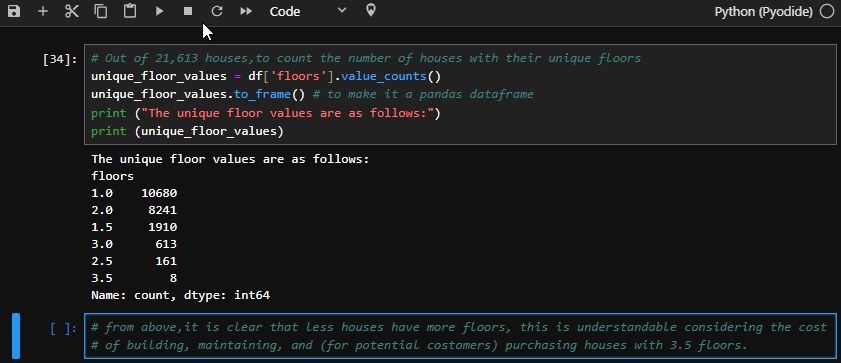 Code Python (Pyodide)
[34]: # Out of 21,613 houses,to count the number of houses with their unique floors
unique_floor_values = df['floors'].value_counts()
unique_floor_values.to_frame() # to make it a pandas dataframe
print ("The unique floor values are as follows:")
print (unique_floor_values)
The unique floor values are as follows:
floors
1.0    10680
2.0     8241
1.5     1910
3.0      613
2.5      161
3.5        8
Name: count, dtype: int64
[ ]: # from above,it is clear that less houses have more floors, this is understandable considering the cost
# of building, maintaining, and (for potential costomers) purchasing houses with 3.5 floors.